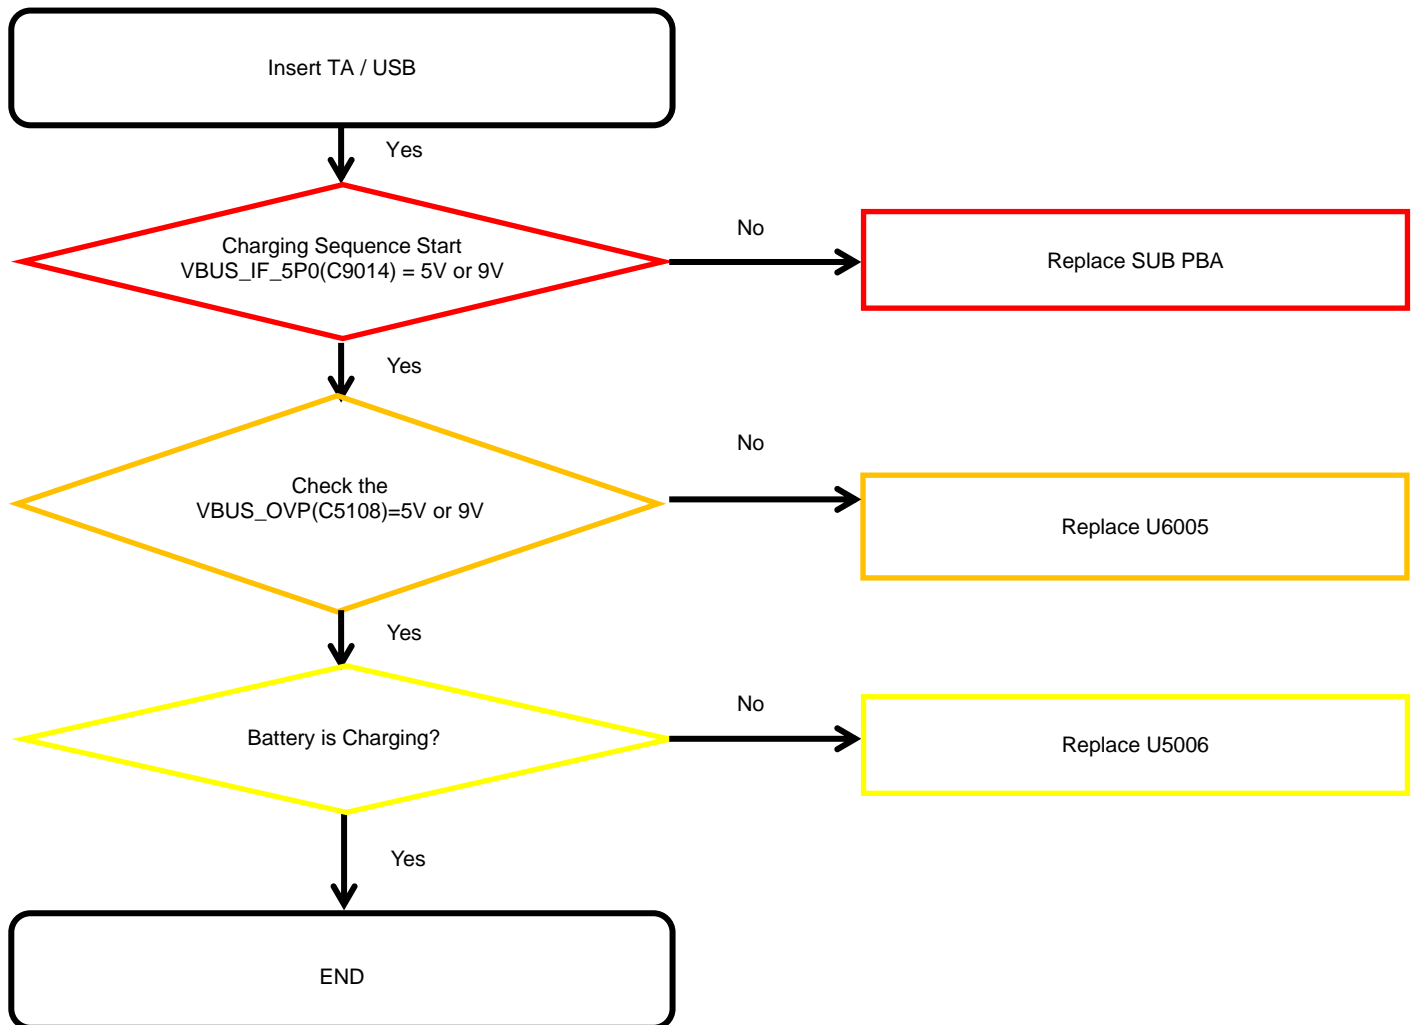 Insert TA / USB
Yes
Charging Sequence Start
VBUS_IF_5P0(C9014) = 5V or 9V
No
Replace SUB PBA
Yes
Check the
VBUS_OVP(C5108)=5V or 9V
No
Replace U6005
Yes
Battery is Charging?
No
Replace U5006
Yes
END